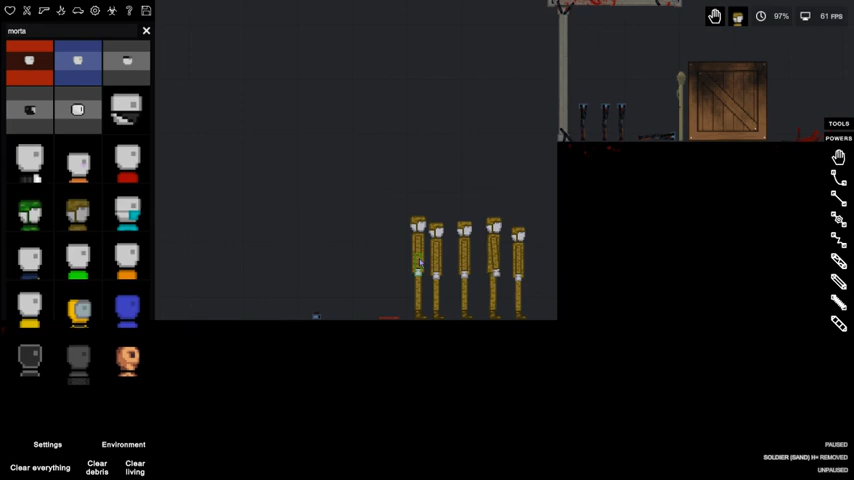 97%
61 FPS
morta
TOOLS
POWERS
Settings
Environment
Clear everything
Clear debris
Clear living
PAUSED
SOLDIER (SAND) H+ REMOVED
UNPAUSED